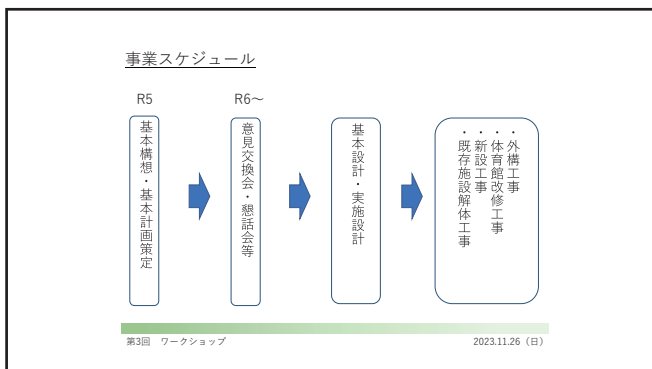 事業スケジュール
R5
R6～
基本構想・基本計画策定
意見交換会・懇話会等
基本設計・実施設計
・外構工事
・体育館改修工事
・新設工事
・既存施設解体工事
第3回　ワークショップ
2023.11.26（日）